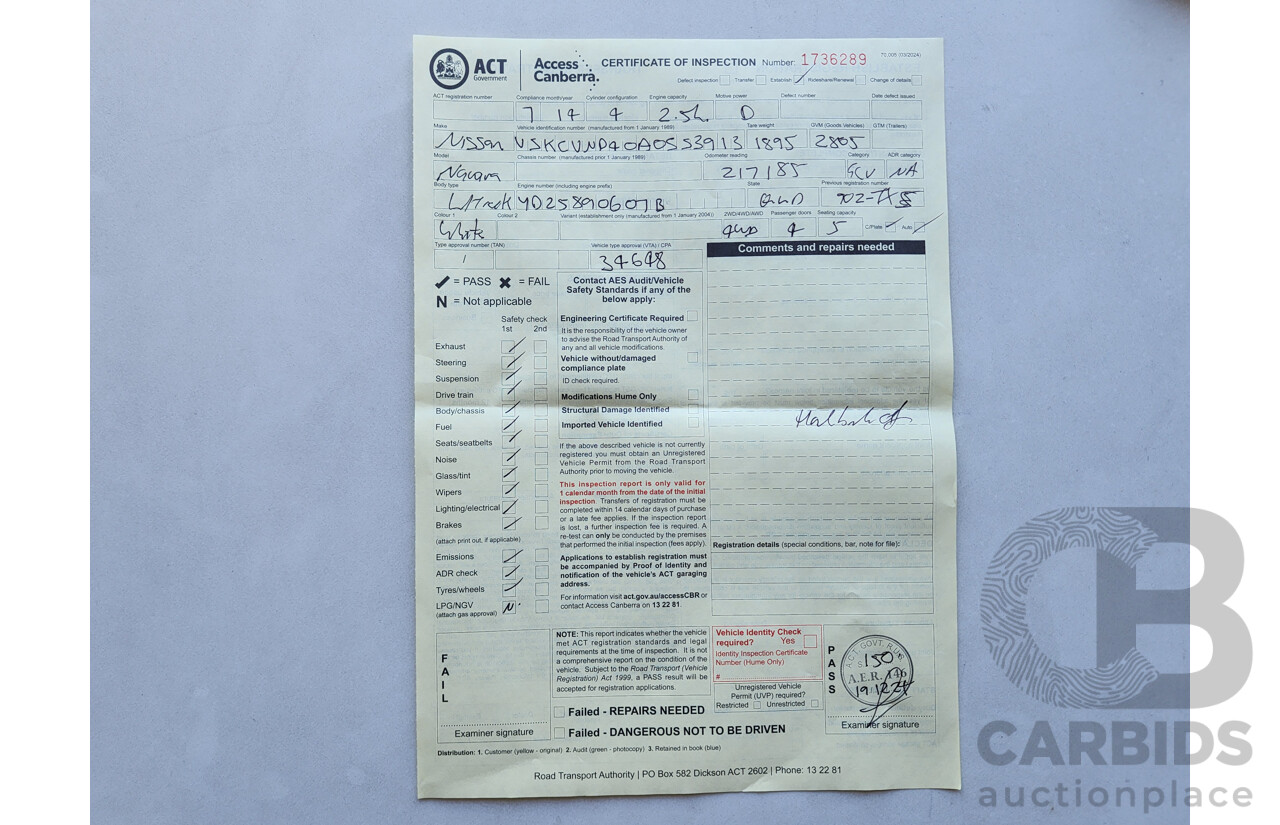 ACT Government
Access Canberra.
CERTIFICATE OF INSPECTION Number: 1736289 70.005 (03/2024)
Defect inspection Transfer Establish Rideshare/Renewal Change of details
ACT registration number Compliance month/year Cylinder configuration Engine capacity Motive power Defect number Date defect issued
7 14 4 2.5L D
Make Vehicle identification number (manufactured from 1 January 1989) Tare weight GVM (Goods Vehicles) GTM (Trailers)
Nissan 1895 2805
Model Chassis number (manufactured prior 1 January 1989) Odometer reading Category ADR category
Navara 217185 GCV NA
Body type Engine number (including engine prefix) State Previous registration number
YD25890607B
Colour 1 Colour 2 Variant (establishment only (manufactured from 1 January 2004)) 2WD/4WD/AWD Passenger doors Seating capacity
White 4WD 4 5 C/Plate Auto
Type approval number (TAN) Vehicle type approval (VTA) / CPA
34648
Comments and repairs needed
= PASS = FAIL
N = Not applicable
Safety check
1st 2nd
Exhaust
Steering
Suspension
Drive train
Body/chassis
Fuel
Seats/seatbelts
Noise
Glass/tint
Wipers
Lighting/electrical
Brakes
(attach print out, if applicable)
Emissions
ADR check
Tyres/wheels
LPG/NGV N
(attach gas approval)
Contact AES Audit/Vehicle
Safety Standards if any of the
below apply:
Engineering Certificate Required
It is the responsibility of the vehicle owner
to advise the Road Transport Authority of
any and all vehicle modifications.
Vehicle without/damaged
compliance plate
ID check required.
Modifications Hume Only
Structural Damage Identified
Imported Vehicle Identified
If the above described vehicle is not currently
registered you must obtain an Unregistered
Vehicle Permit from the Road Transport
Authority prior to moving the vehicle.
This inspection report is only valid for
1 calendar month from the date of the initial
inspection. Transfers of registration must be
completed within 14 calendar days of purchase
or a late fee applies. If the inspection report
is lost, a further inspection fee is required. A
re-test can only be conducted by the premises
that performed the initial inspection (fees apply).
Applications to establish registration must
be accompanied by Proof of Identity and
notification of the vehicle's ACT garaging
address.
For information visit act.gov.au/accessCBR or
contact Access Canberra on 13 22 81.
Registration details (special conditions, bar, note for file):
FAIL
Examiner signature
NOTE: This report indicates whether the vehicle
met ACT registration standards and legal
requirements at the time of inspection. It is not
a comprehensive report on the condition of the
vehicle. Subject to the Road Transport (Vehicle
Registration) Act 1999, a PASS result will be
accepted for registration applications.
Failed - REPAIRS NEEDED
Failed - DANGEROUS NOT TO BE DRIVEN
Vehicle Identity Check
required? Yes
Identity Inspection Certificate
Number (Hume Only)
#
Unregistered Vehicle
Permit (UVP) required?
Restricted Unrestricted
PASS
150
A.E.R. 146
19/12/24
Examiner signature
Distribution: 1. Customer (yellow - original) 2. Audit (green - photocopy) 3. Retained in book (blue)
Road Transport Authority | PO Box 582 Dickson ACT 2602 | Phone: 13 22 81
CARBIDS
auctionplace